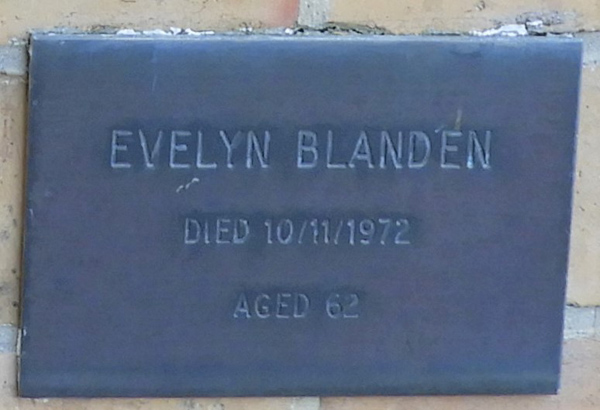 EVELYN BLANDEN
DIED 10/11/1972
AGED 62